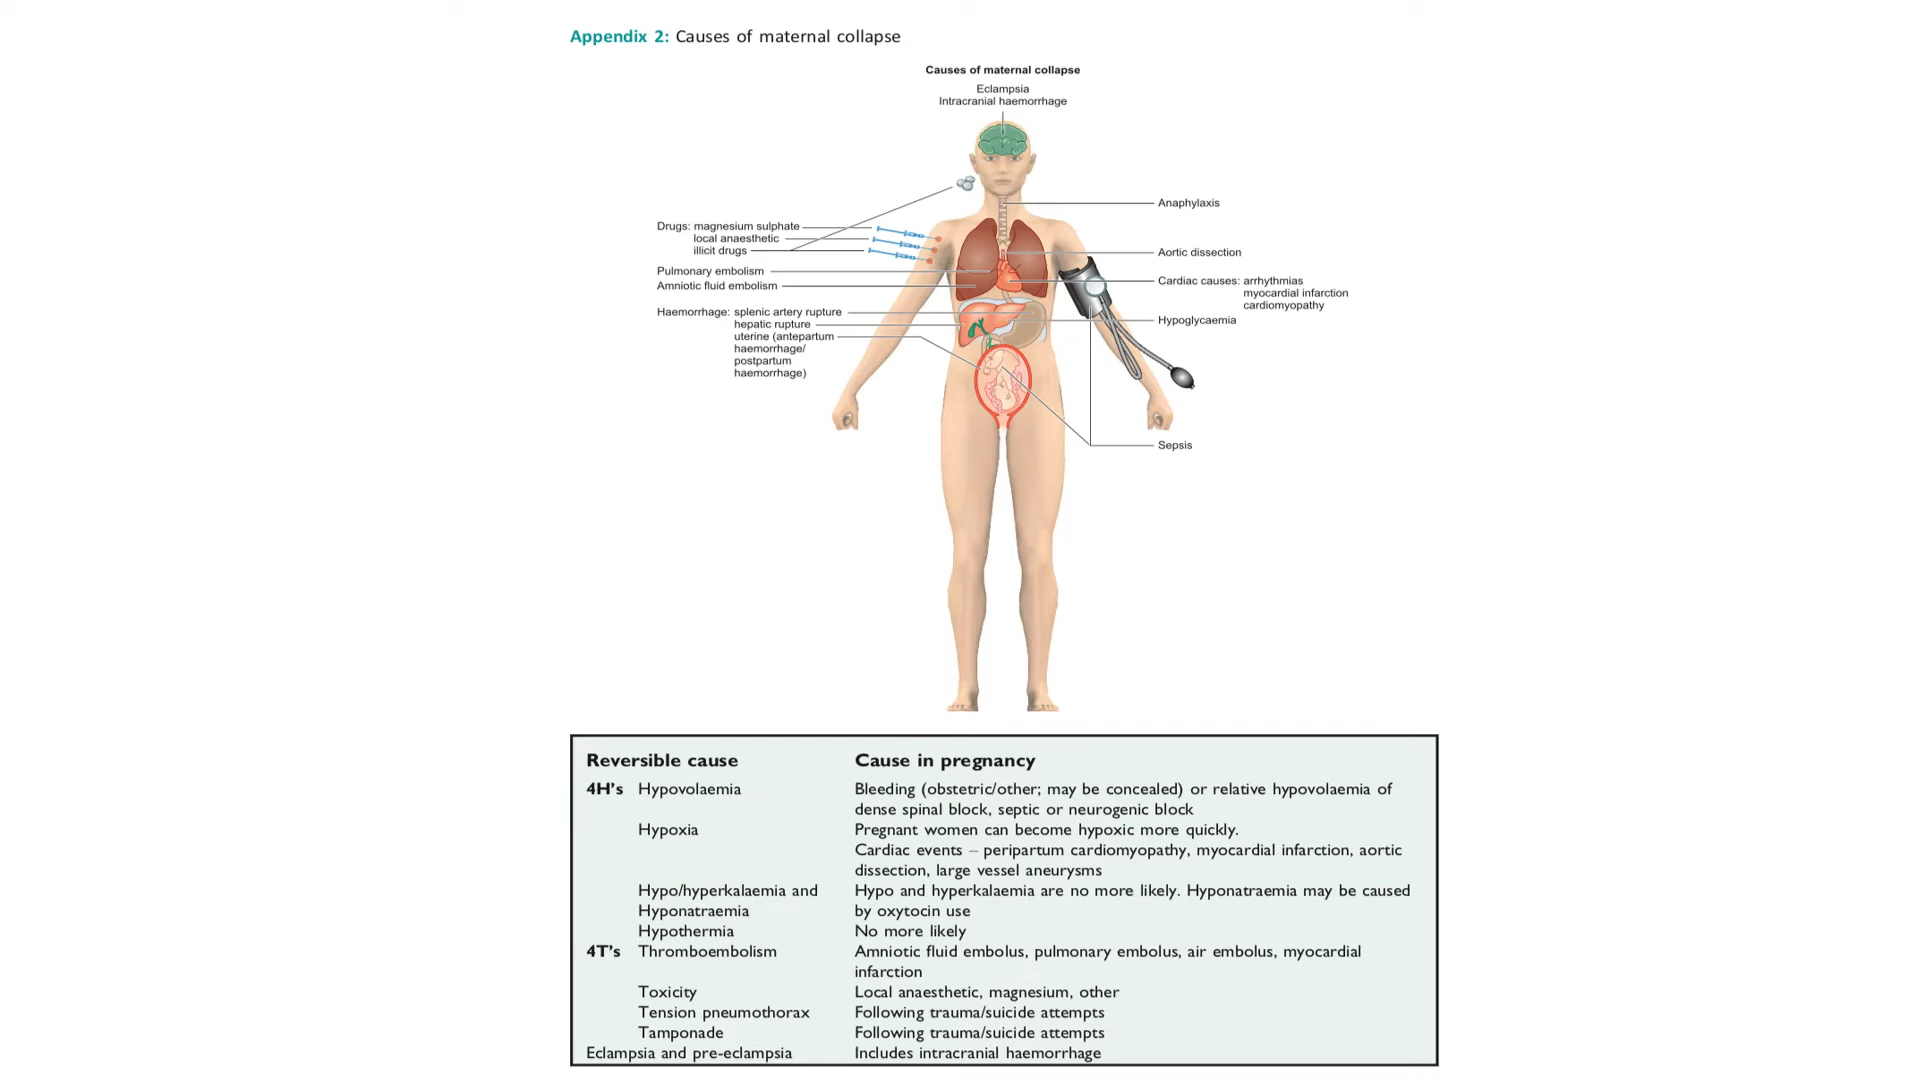 Appendix 2: Causes of maternal collapse
Causes of maternal collapse
Eclampsia
Intracranial haemorrhage
Drugs: magnesium sulphate
local anaesthetic
illicit drugs
Pulmonary embolism
Amniotic fluid embolism
Haemorrhage: splenic artery rupture
hepatic rupture
uterine (antepartum
haemorrhage/
postpartum
haemorrhage)
Anaphylaxis
Aortic dissection
Cardiac causes: arrhythmias
myocardial infarction
cardiomyopathy
Hypoglycaemia
Sepsis
Reversible cause Cause in pregnancy
4H's Hypovolaemia Bleeding (obstetric/other; may be concealed) or relative hypovolaemia of
dense spinal block, septic or neurogenic block
Hypoxia Pregnant women can become hypoxic more quickly.
Cardiac events – peripartum cardiomyopathy, myocardial infarction, aortic
dissection, large vessel aneurysms
Hypo/hyperkalaemia and Hypo and hyperkalaemia are no more likely. Hyponatraemia may be caused
Hyponatraemia by oxytocin use
Hypothermia No more likely
4T's Thromboembolism Amniotic fluid embolus, pulmonary embolus, air embolus, myocardial
infarction
Toxicity Local anaesthetic, magnesium, other
Tension pneumothorax Following trauma/suicide attempts
Tamponade Following trauma/suicide attempts
Eclampsia and pre-eclampsia Includes intracranial haemorrhage